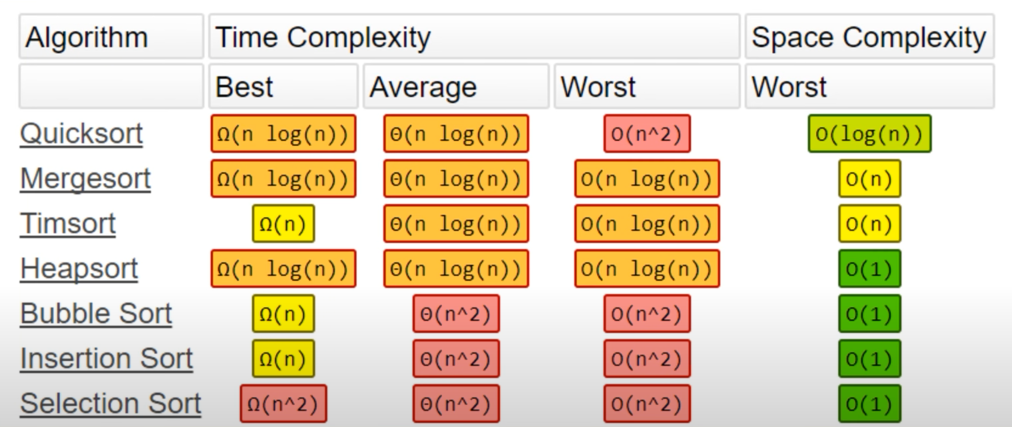 Algorithm Time Complexity Space Complexity
Best Average Worst Worst
Quicksort Ω(n log(n)) Θ(n log(n)) O(n^2) O(log(n))
Mergesort Ω(n log(n)) Θ(n log(n)) O(n log(n)) O(n)
Timsort Ω(n) Θ(n log(n)) O(n log(n)) O(n)
Heapsort Ω(n log(n)) Θ(n log(n)) O(n log(n)) O(1)
Bubble Sort Ω(n) Θ(n^2) O(n^2) O(1)
Insertion Sort Ω(n) Θ(n^2) O(n^2) O(1)
Selection Sort Ω(n^2) Θ(n^2) O(n^2) O(1)